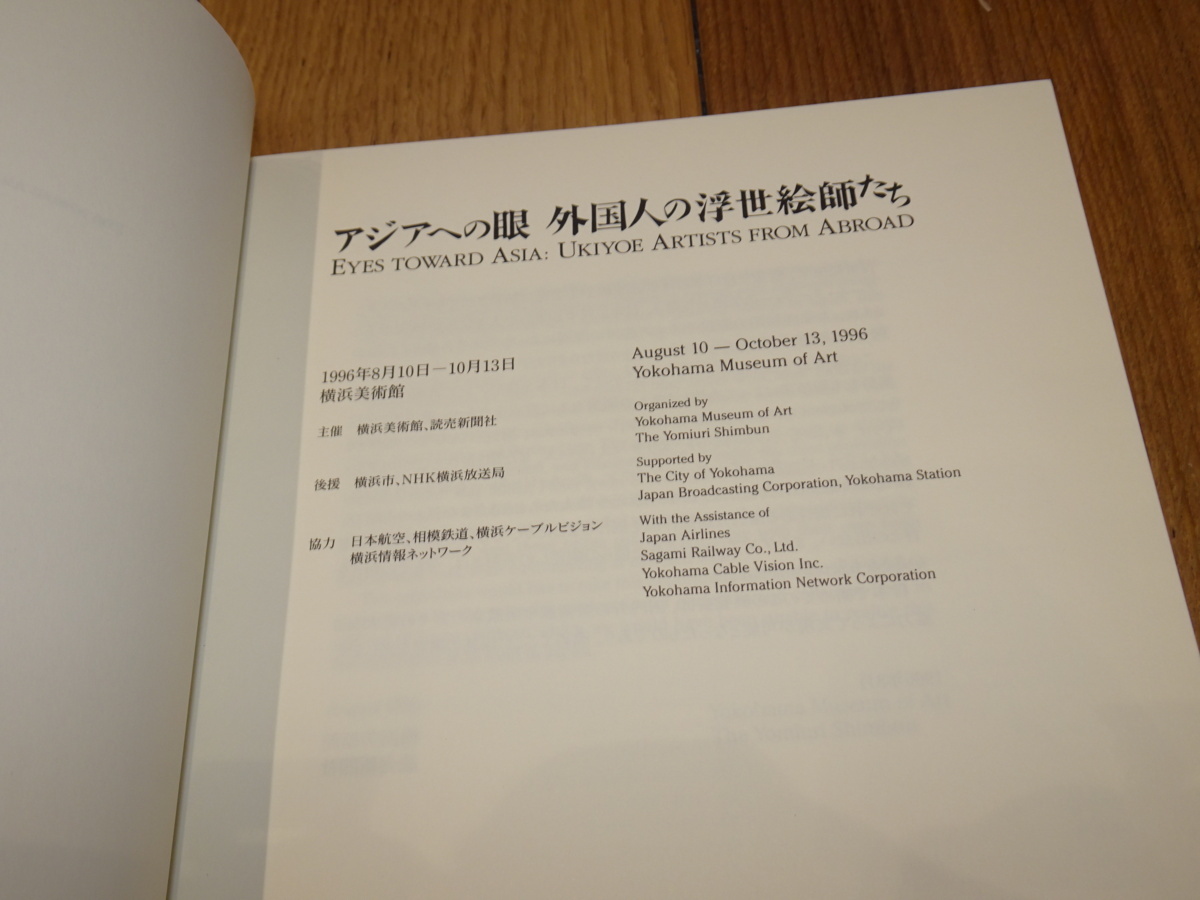 アジアへの眼 外国人の浮世絵師たち
EYES TOWARD ASIA: UKIYOE ARTISTS FROM ABROAD
1996年8月10日－10月13日
横浜美術館
主催 横浜美術館、読売新聞社
後援 横浜市、NHK横浜放送局
協力 日本航空、相模鉄道、横浜ケーブルビジョン
横浜情報ネットワーク
August 10 — October 13, 1996
Yokohama Museum of Art
Organized by
Yokohama Museum of Art
The Yomiuri Shimbun
Supported by
The City of Yokohama
Japan Broadcasting Corporation, Yokohama Station
With the Assistance of
Japan Airlines
Sagami Railway Co., Ltd.
Yokohama Cable Vision Inc.
Yokohama Information Network Corporation